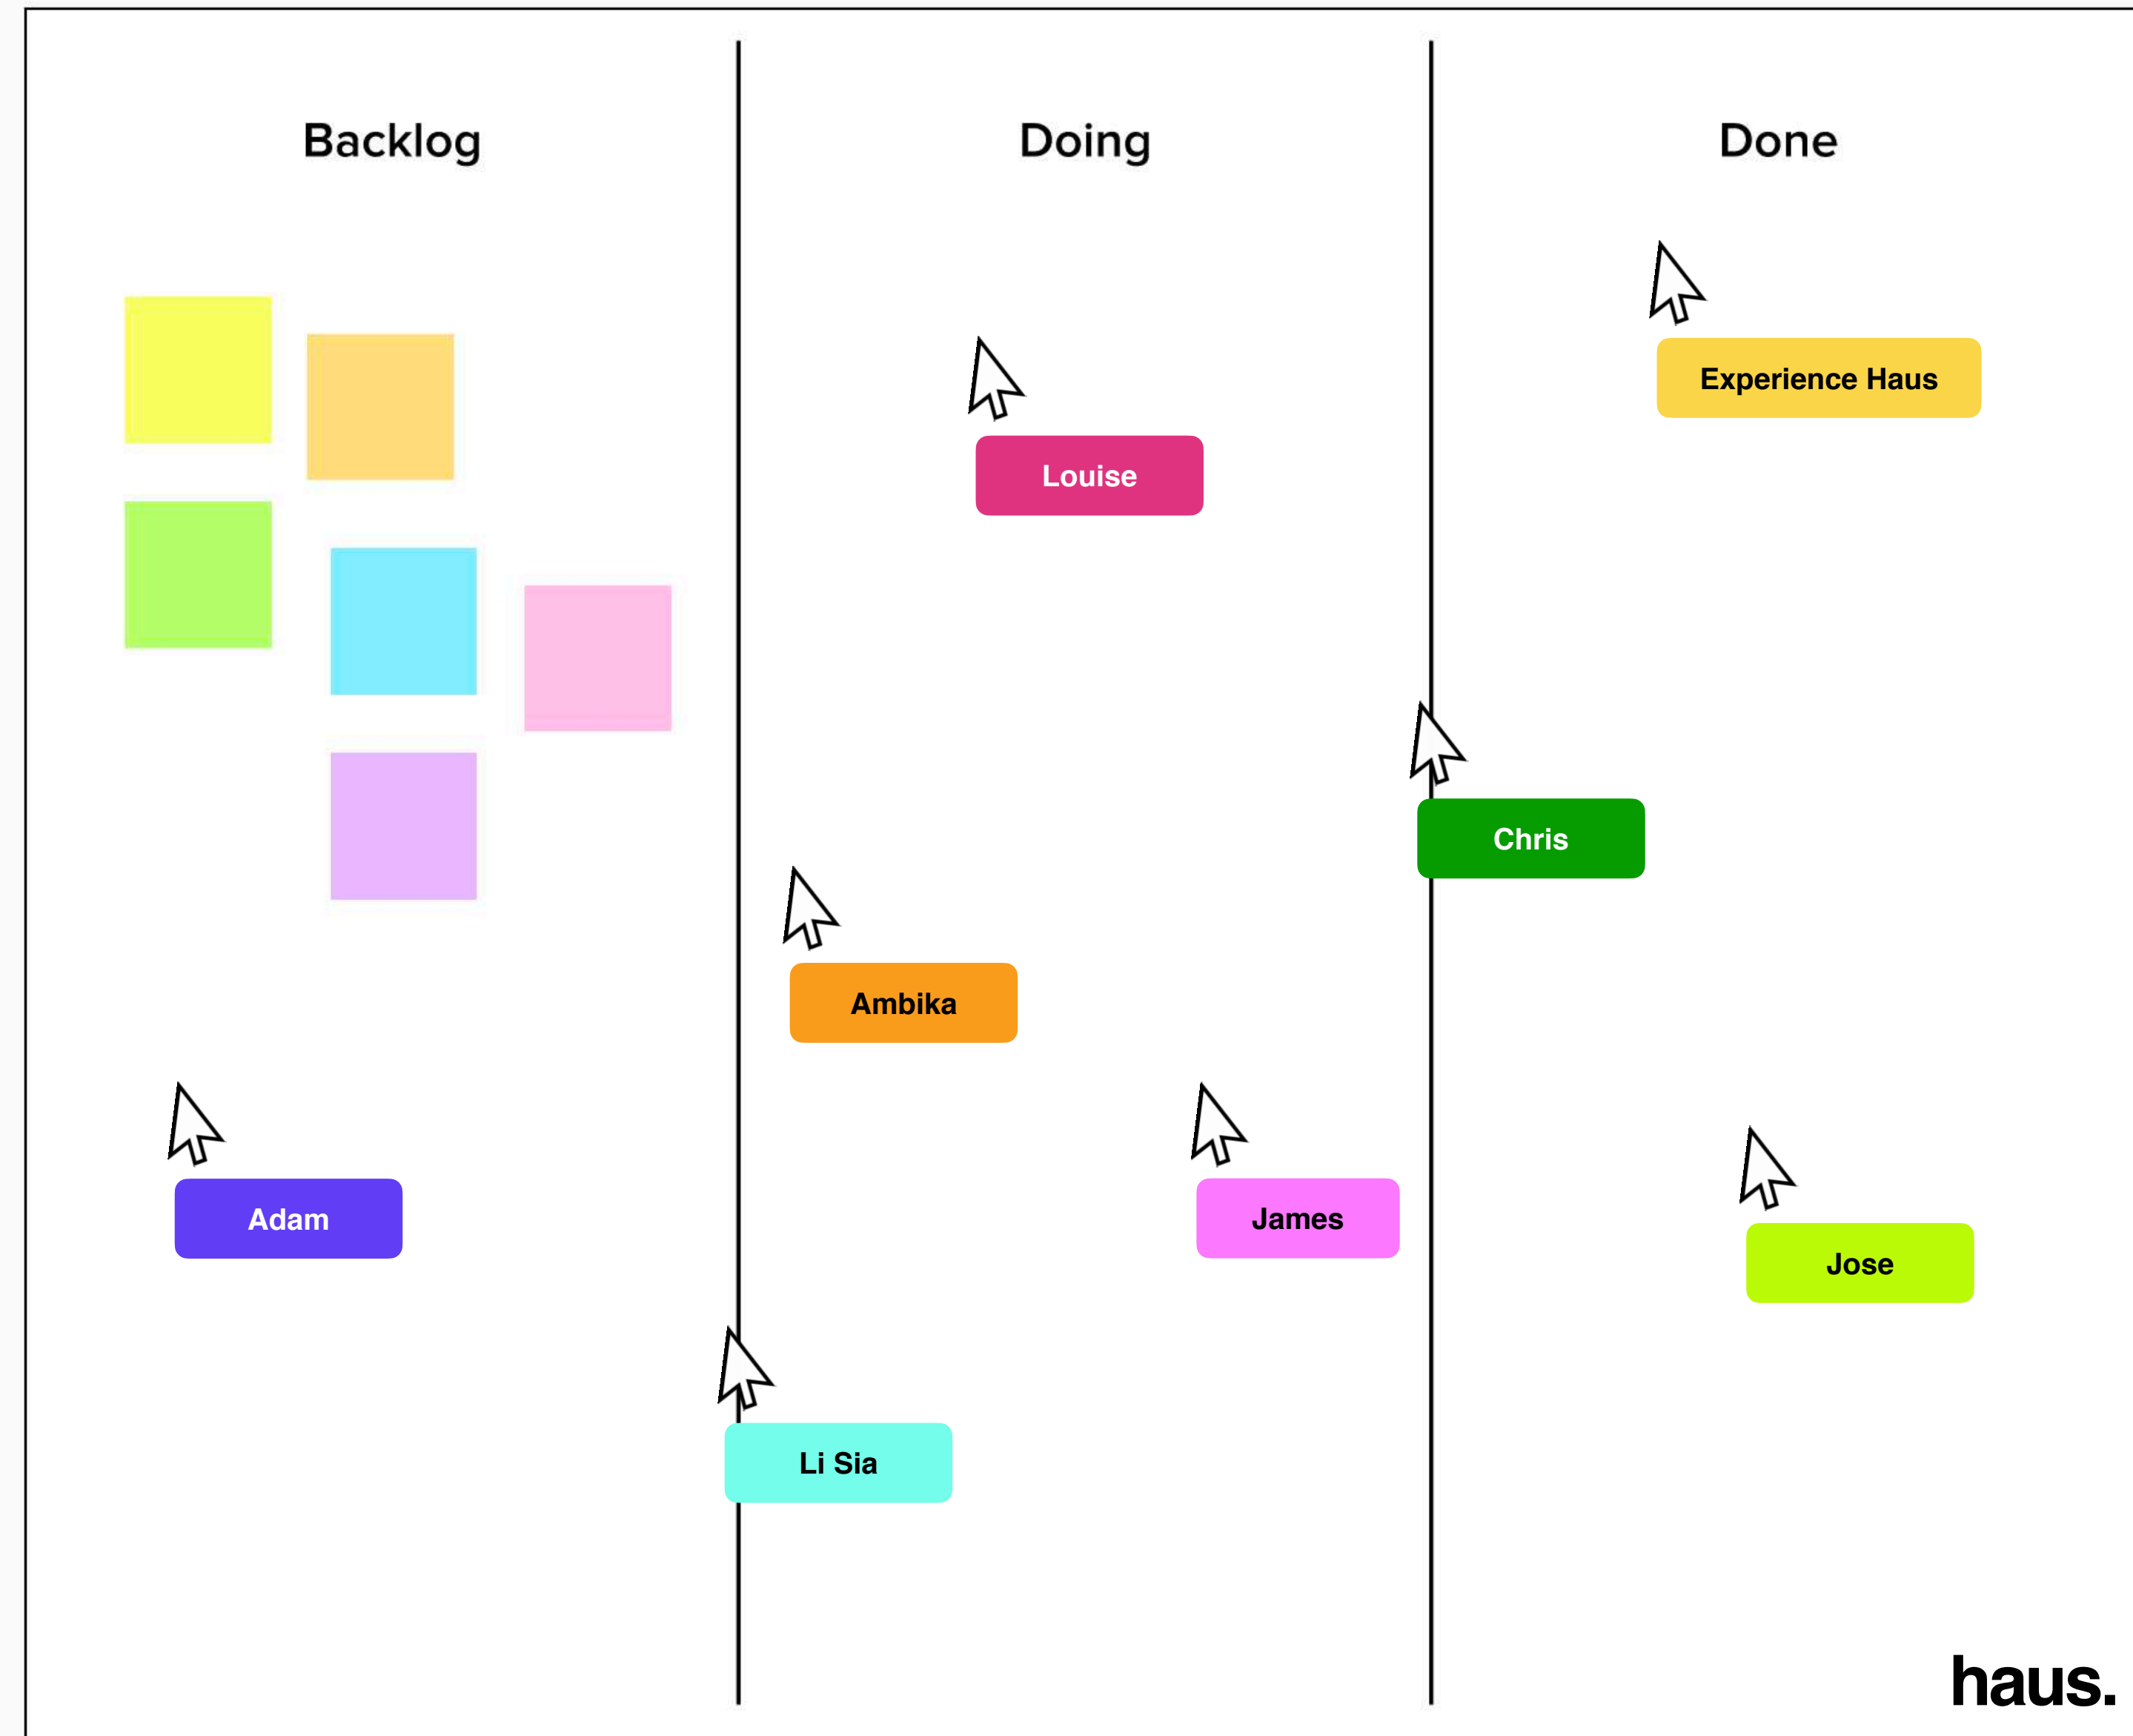 Backlog
Doing
Done
Experience Haus
Louise
Chris
Ambika
Adam
James
Jose
Li Sia
haus.